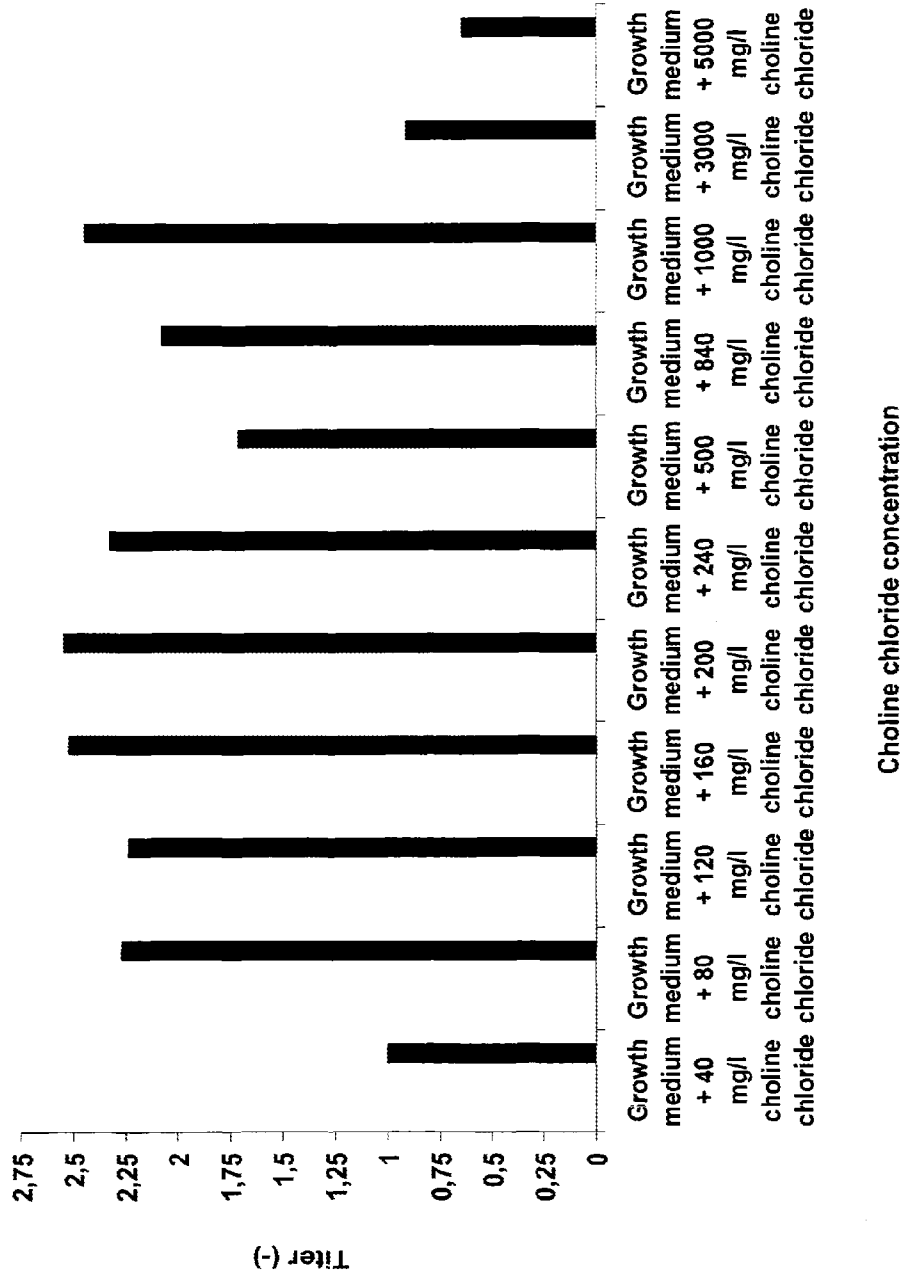 Titer (-)
2,75
2,5
2,25
2
1,75
1,5
1,25
1
0,75
0,5
0,25
0
Growth
medium
+ 40
mg/l
choline
chloride
Growth
medium
+ 80
mg/l
choline
chloride
Growth
medium
+ 120
mg/l
choline
chloride
Growth
medium
+ 160
mg/l
choline
chloride
Growth
medium
+ 200
mg/l
choline
chloride
Growth
medium
+ 240
mg/l
choline
chloride
Growth
medium
+ 500
mg/l
choline
chloride
Growth
medium
+ 840
mg/l
choline
chloride
Growth
medium
+ 1000
mg/l
choline
chloride
Growth
medium
+ 3000
mg/l
choline
chloride
Growth
medium
+ 5000
mg/l
choline
chloride
Choline chloride concentration